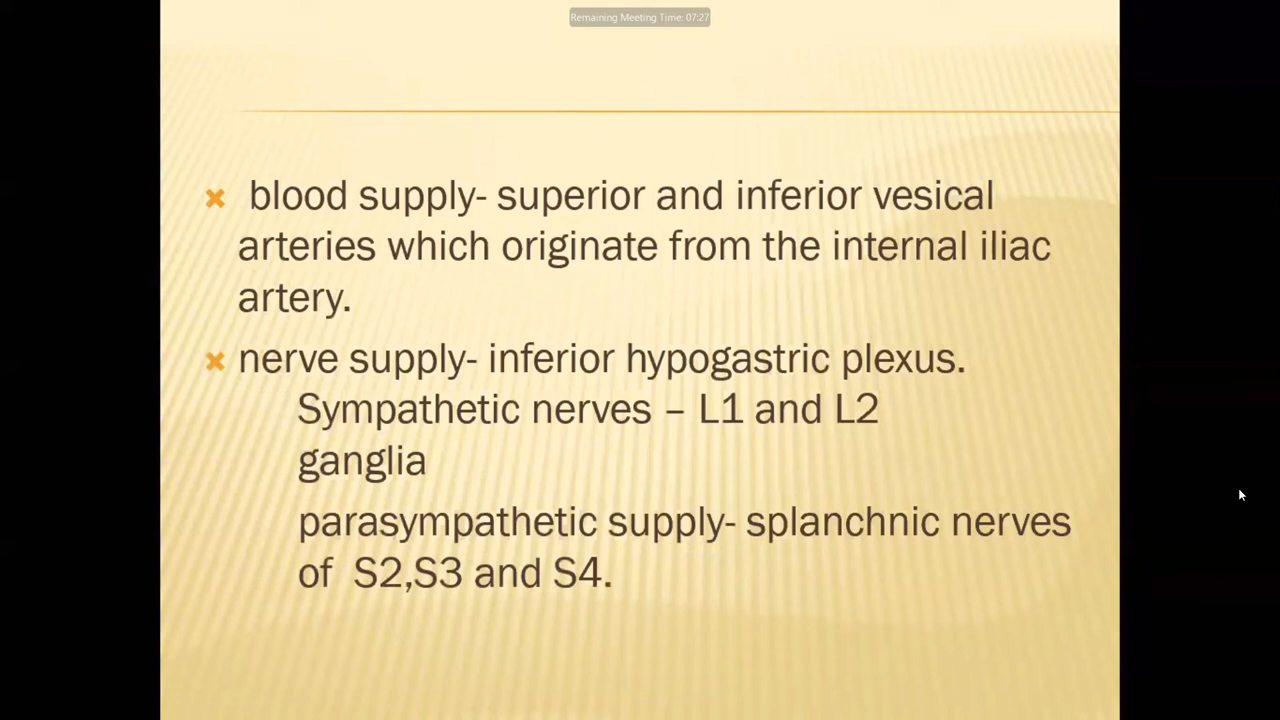 Remaining Meeting Time: 07:27
blood supply- superior and inferior vesical
arteries which originate from the internal iliac
artery.
nerve supply- inferior hypogastric plexus.
Sympathetic nerves – L1 and L2
ganglia
parasympathetic supply- splanchnic nerves
of  S2,S3 and S4.